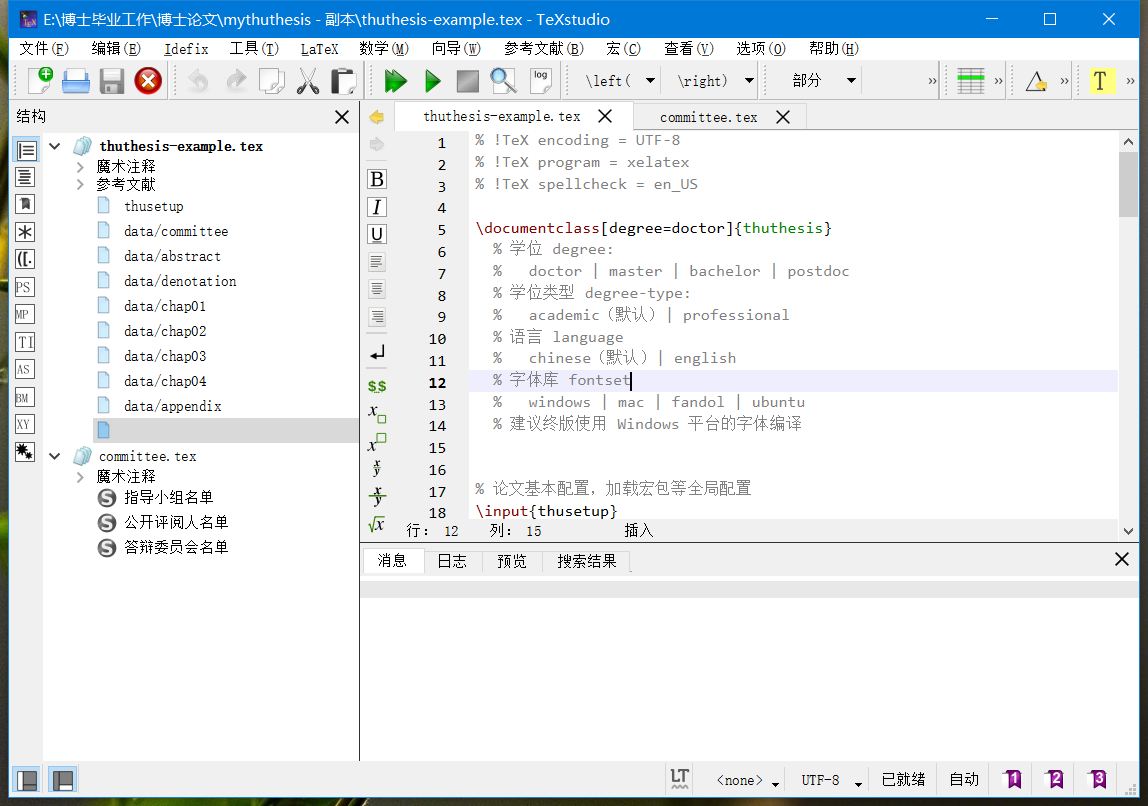 E:\博士毕业工作\博士论文\mythuthesis - 副本\thuthesis-example.tex - TeXstudio
文件(F) 编辑(E) Idefix 工具(T) LaTeX 数学(M) 向导(W) 参考文献(B) 宏(C) 查看(V) 选项(O) 帮助(H)
log \left( \right) 部分 » » » T »
结构
thuthesis-example.tex
魔术注释
参考文献
thusetup
data/committee
data/abstract
data/denotation
data/chap01
data/chap02
data/chap03
data/chap04
data/appendix
committee.tex
魔术注释
S 指导小组名单
S 公开评阅人名单
S 答辩委员会名单
PS
MP
TI
AS
BM
XY
B
I
U
$$
x
x
x/y
x/y
√x
thuthesis-example.tex committee.tex
1 % !TeX encoding = UTF-8
2 % !TeX program = xelatex
3 % !TeX spellcheck = en_US
4
5 \documentclass[degree=doctor]{thuthesis}
6 % 学位 degree:
7 %   doctor | master | bachelor | postdoc
8 % 学位类型 degree-type:
9 %   academic（默认）| professional
10 % 语言 language
11 %   chinese（默认）| english
12 % 字体库 fontset
13 %   windows | mac | fandol | ubuntu
14 % 建议终版使用 Windows 平台的字体编译
15
16
17 % 论文基本配置，加载宏包等全局配置
18 \input{thusetup}
行: 12 列: 15 插入
消息 日志 预览 搜索结果
LT <none> UTF-8 已就绪 自动 1 2 3